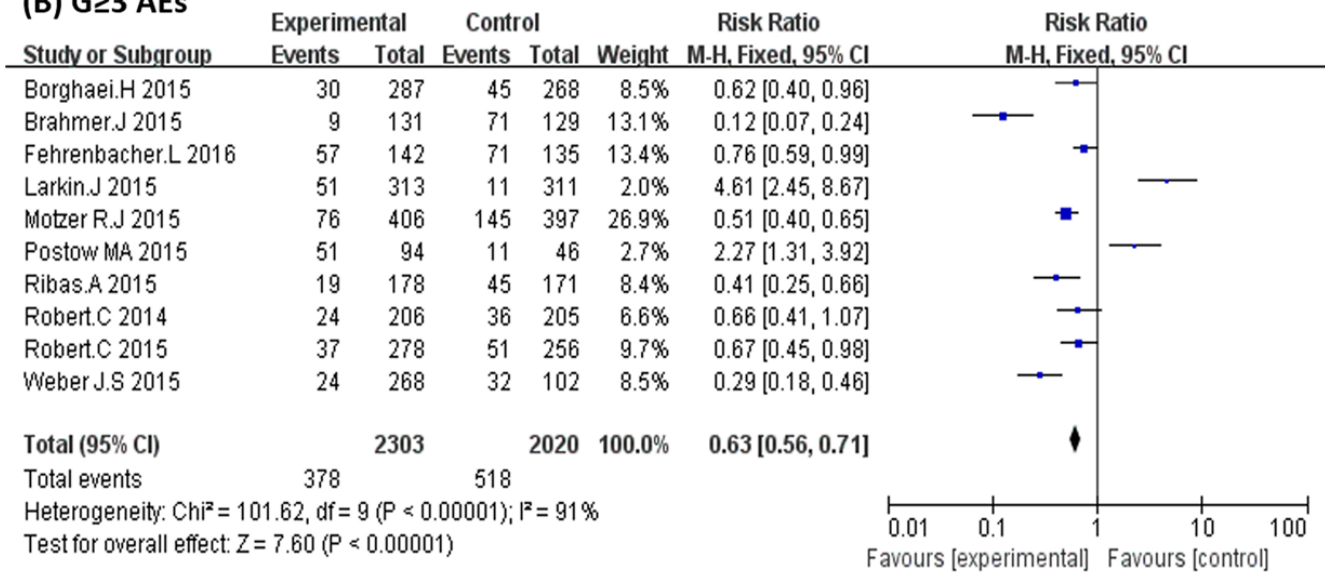 (B) G≥3 AEs
Experimental Control Risk Ratio Risk Ratio
Study or Subgroup Events Total Events Total Weight M-H, Fixed, 95% CI M-H, Fixed, 95% CI
Borghaei.H 2015 30 287 45 268 8.5% 0.62 [0.40, 0.96]
Brahmer.J 2015 9 131 71 129 13.1% 0.12 [0.07, 0.24]
Fehrenbacher.L 2016 57 142 71 135 13.4% 0.76 [0.59, 0.99]
Larkin.J 2015 51 313 11 311 2.0% 4.61 [2.45, 8.67]
Motzer R.J 2015 76 406 145 397 26.9% 0.51 [0.40, 0.65]
Postow MA 2015 51 94 11 46 2.7% 2.27 [1.31, 3.92]
Ribas.A 2015 19 178 45 171 8.4% 0.41 [0.25, 0.66]
Robert.C 2014 24 206 36 205 6.6% 0.66 [0.41, 1.07]
Robert.C 2015 37 278 51 256 9.7% 0.67 [0.45, 0.98]
Weber J.S 2015 24 268 32 102 8.5% 0.29 [0.18, 0.46]
Total (95% CI) 2303 2020 100.0% 0.63 [0.56, 0.71]
Total events 378 518
Heterogeneity: Chi² = 101.62, df = 9 (P < 0.00001); I² = 91%
Test for overall effect: Z = 7.60 (P < 0.00001)
0.01 0.1 1 10 100
Favours [experimental] Favours [control]